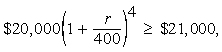 $20,000(1 + r/400)^4 ≥ $21,000,